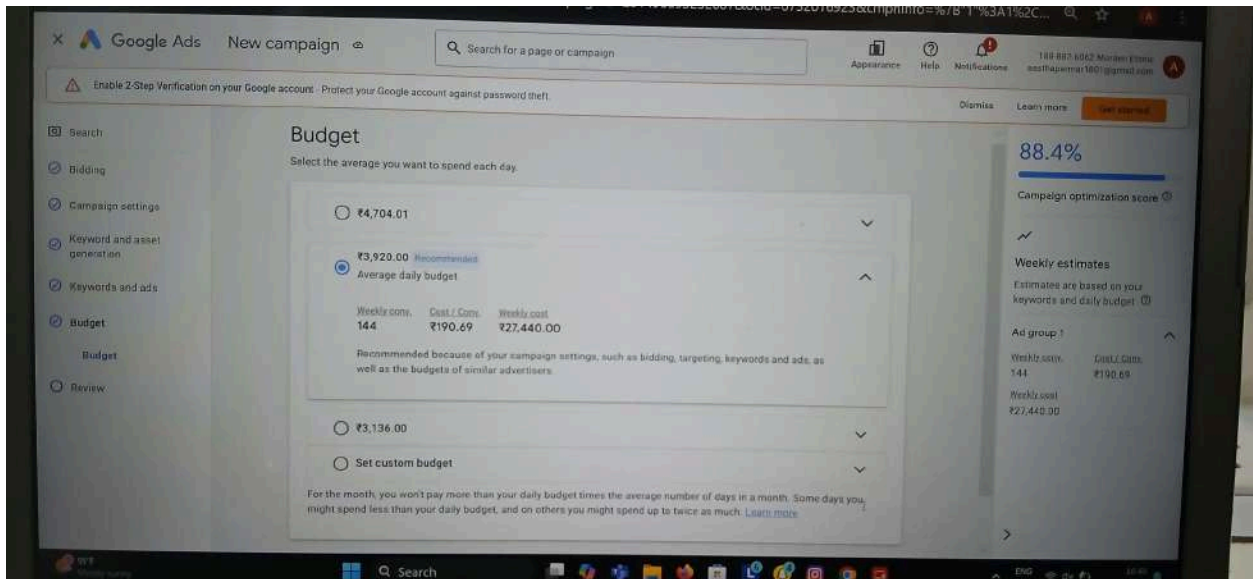 Google Ads
New campaign
Search for a page or campaign
Appearance
Help
Notifications
Enable 2-Step Verification on your Google account - Protect your Google account against password theft.
Dismiss
Learn more
Get started
Search
Bidding
Campaign settings
Keyword and asset
generation
Keywords and ads
Budget
Budget
Review
Budget
Select the average you want to spend each day.
₹4,704.01
₹3,920.00 Recommended
Average daily budget
Weekly conv. Cost / Conv. Weekly cost
144 ₹190.69 ₹27,440.00
Recommended because of your campaign settings, such as bidding, targeting, keywords and ads, as
well as the budgets of similar advertisers.
₹3,136.00
Set custom budget
For the month, you won't pay more than your daily budget times the average number of days in a month. Some days you
might spend less than your daily budget, and on others you might spend up to twice as much. Learn more
88.4%
Campaign optimization score
Weekly estimates
Estimates are based on your
keywords and daily budget
Ad group 1
Weekly conv. Cost / Conv.
144 ₹190.69
Weekly cost
₹27,440.00
Search
ENG